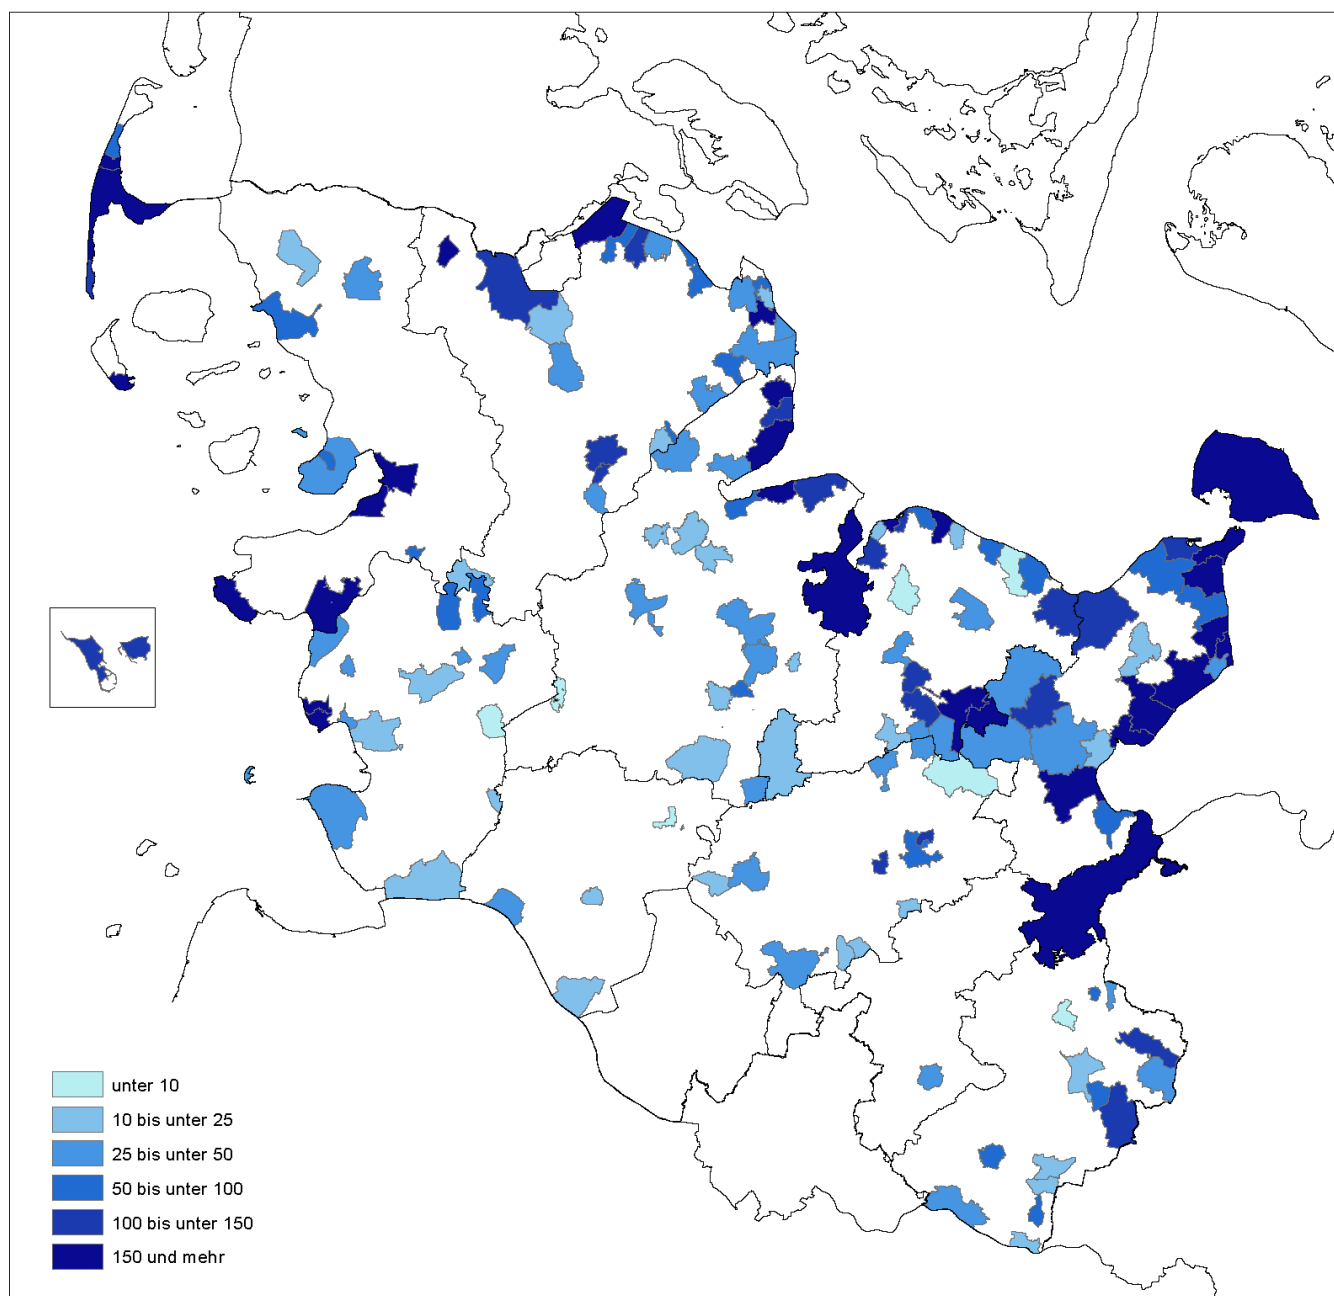 unter 10
10 bis unter 25
25 bis unter 50
50 bis unter 100
100 bis unter 150
150 und mehr